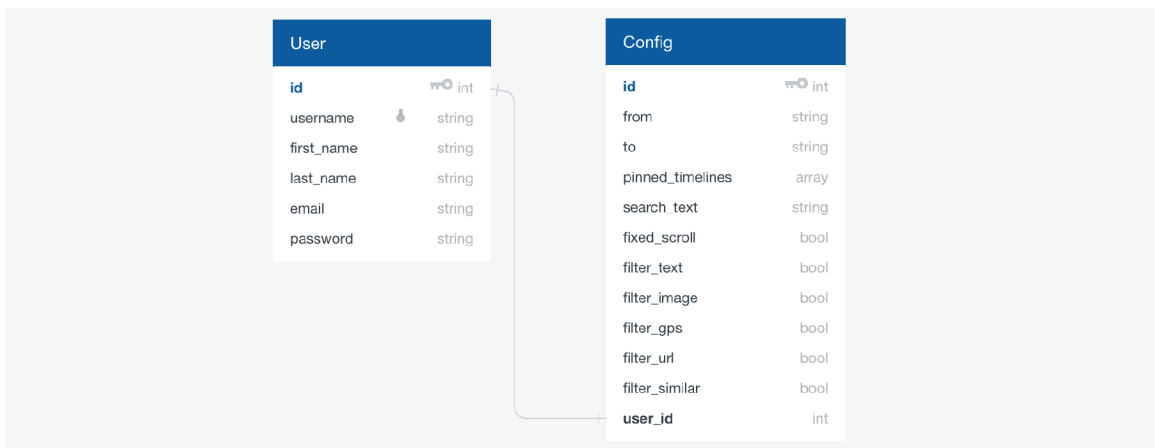 User
id int
username string
first_name string
last_name string
email string
password string
Config
id int
from string
to string
pinned_timelines array
search_text string
fixed_scroll bool
filter_text bool
filter_image bool
filter_gps bool
filter_url bool
filter_similar bool
user_id int